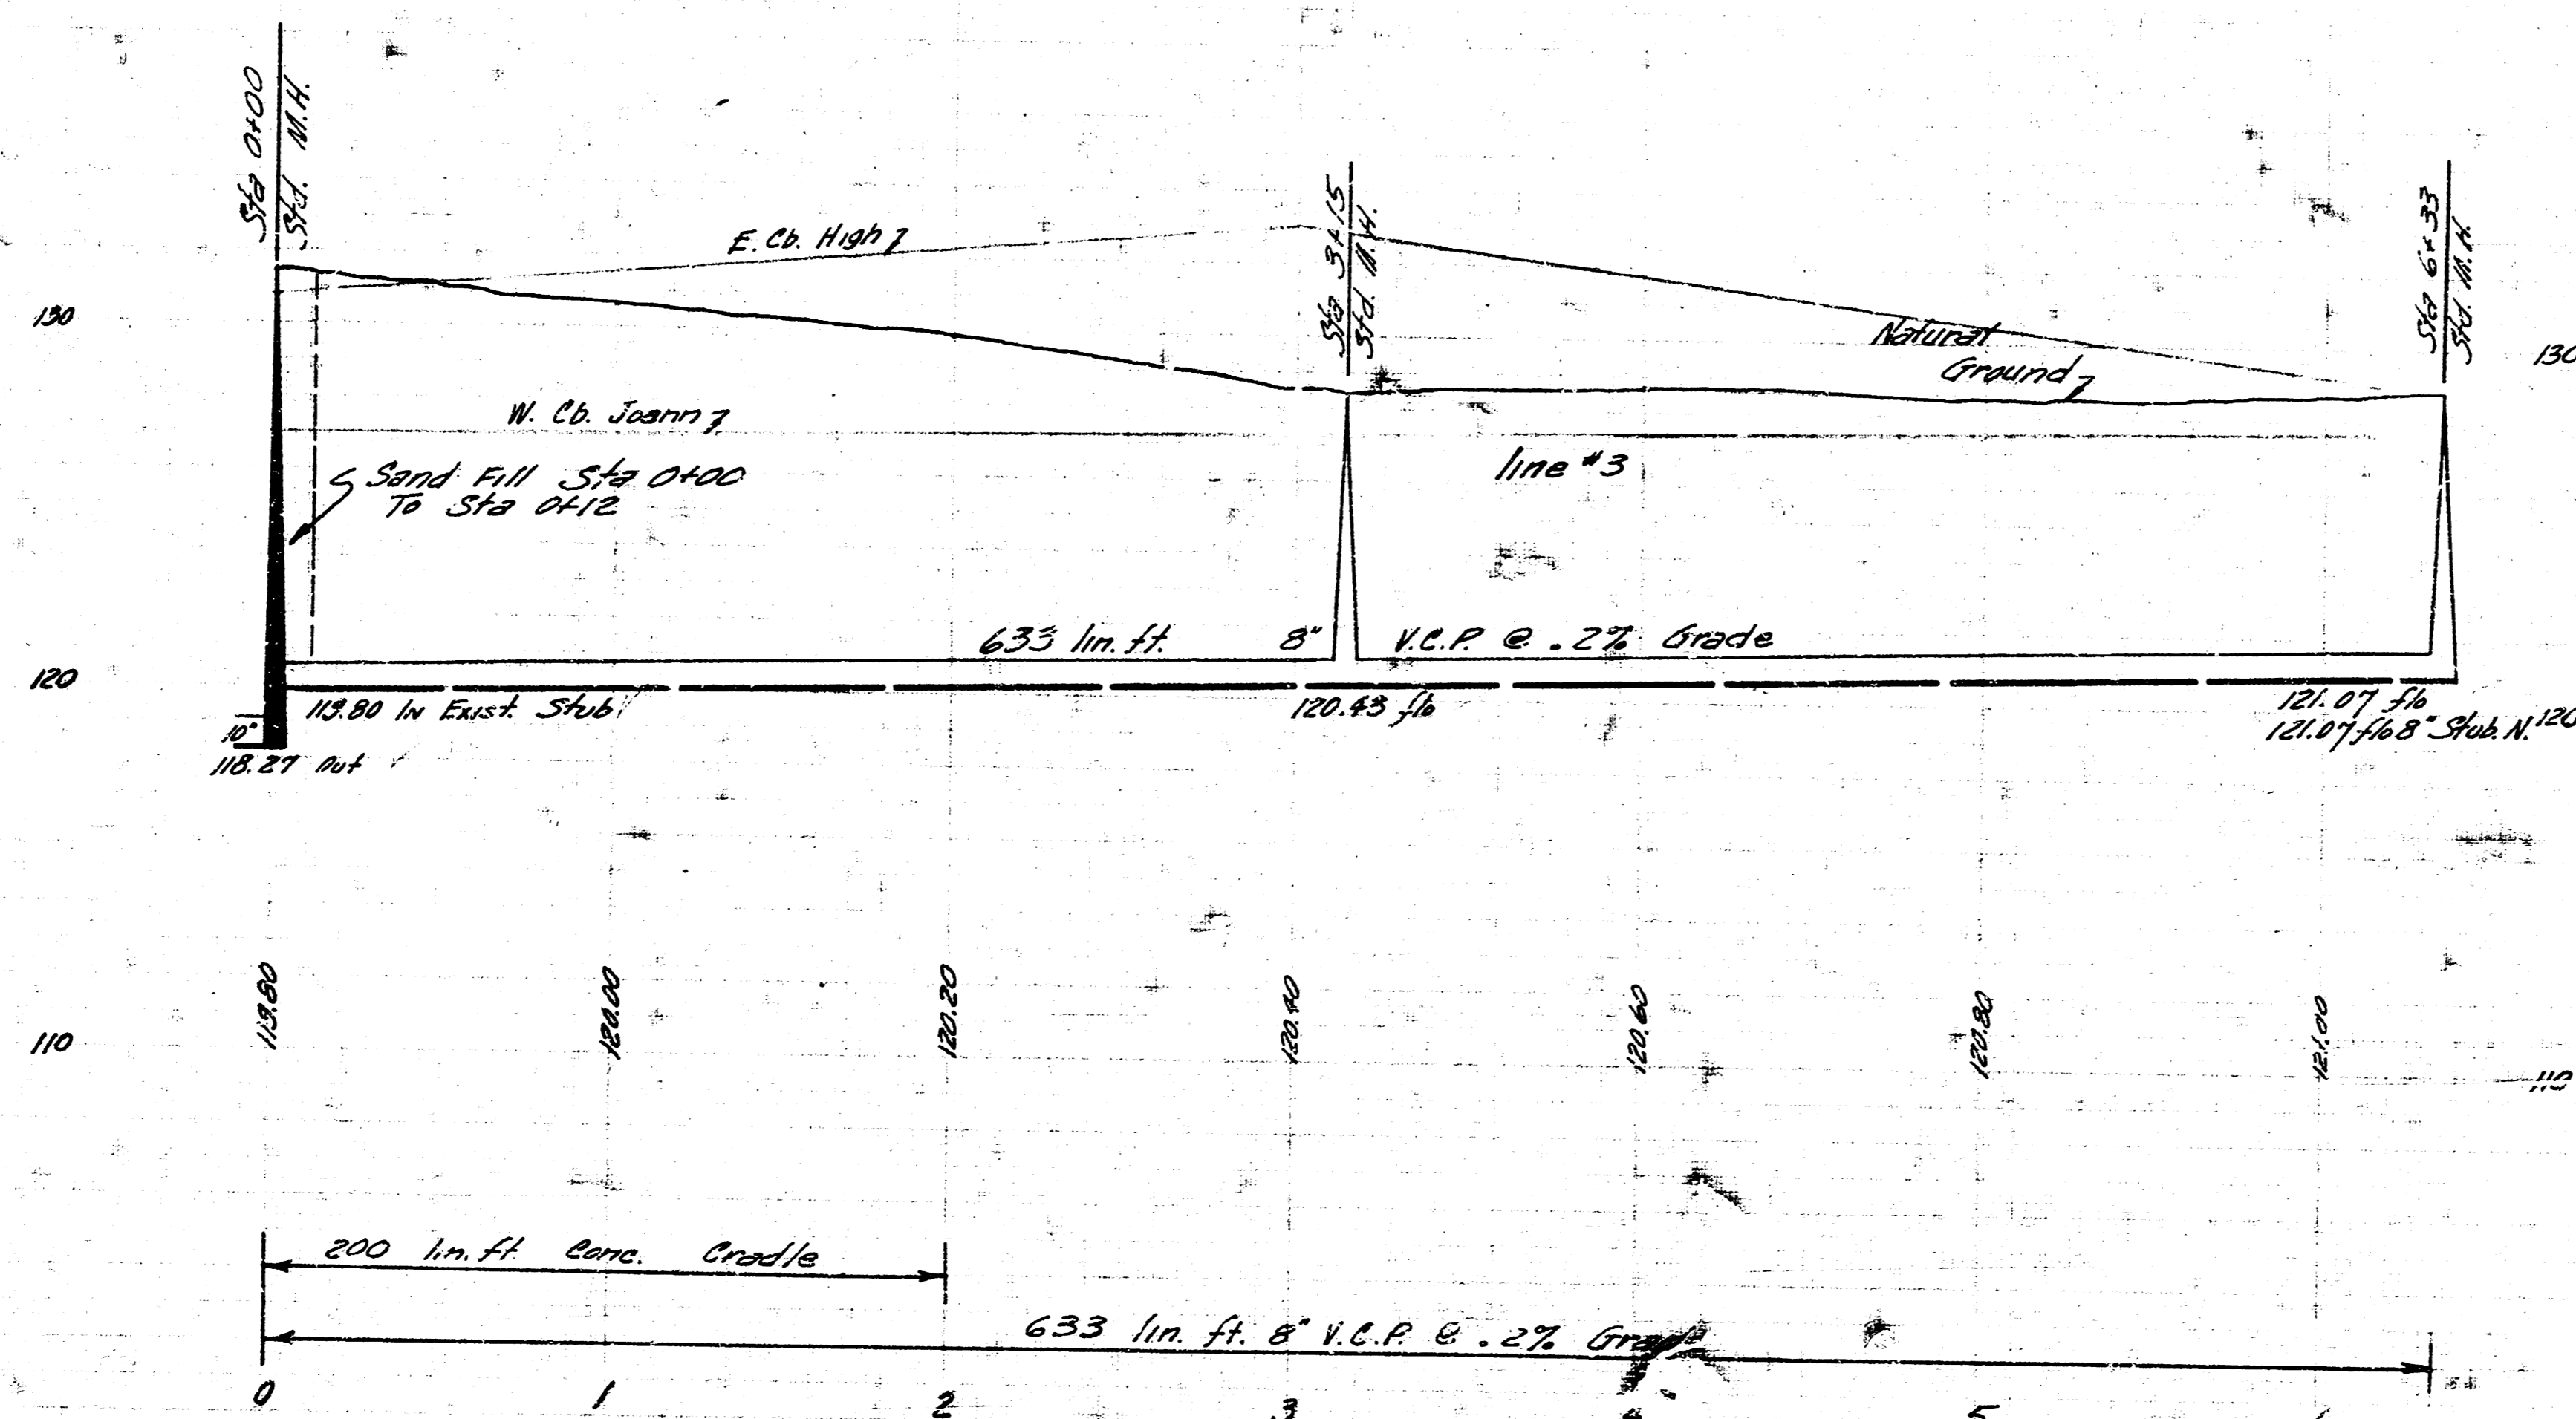 Sta 0+00
Std. M.H.
Sta 3+15
Std. M.H.
Sta 6+33
Std. M.H.
E. Cb. High
130
Natural
Ground
130
W. Cb. Joann
line #3
Sand Fill Sta 0+00
To Sta 0+12
633 lin. ft. 8" V.C.P. @ .2% Grade
120
119.80 In Exist. Stub
120.43 flo
121.07 flo
121.07 flo 8" Stub. N.
120
10"
118.27 Out
119.80
120.00
120.20
120.40
120.60
120.80
121.00
110
110
200 lin. ft. Conc. Cradle
633 lin. ft. 8" V.C.P. @ .2% Grade
0
1
2
3
5